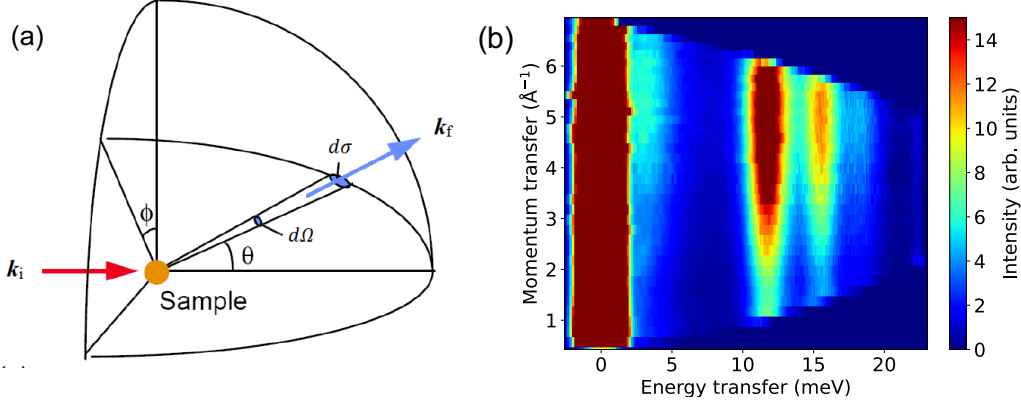 (a)
k_f
dσ
ϕ
dΩ
θ
k_i
Sample
(b)
Momentum transfer (Å⁻¹)
6
5
4
3
2
1
0 5 10 15 20
Energy transfer (meV)
14
12
10
8
6
4
2
0
Intensity (arb. units)